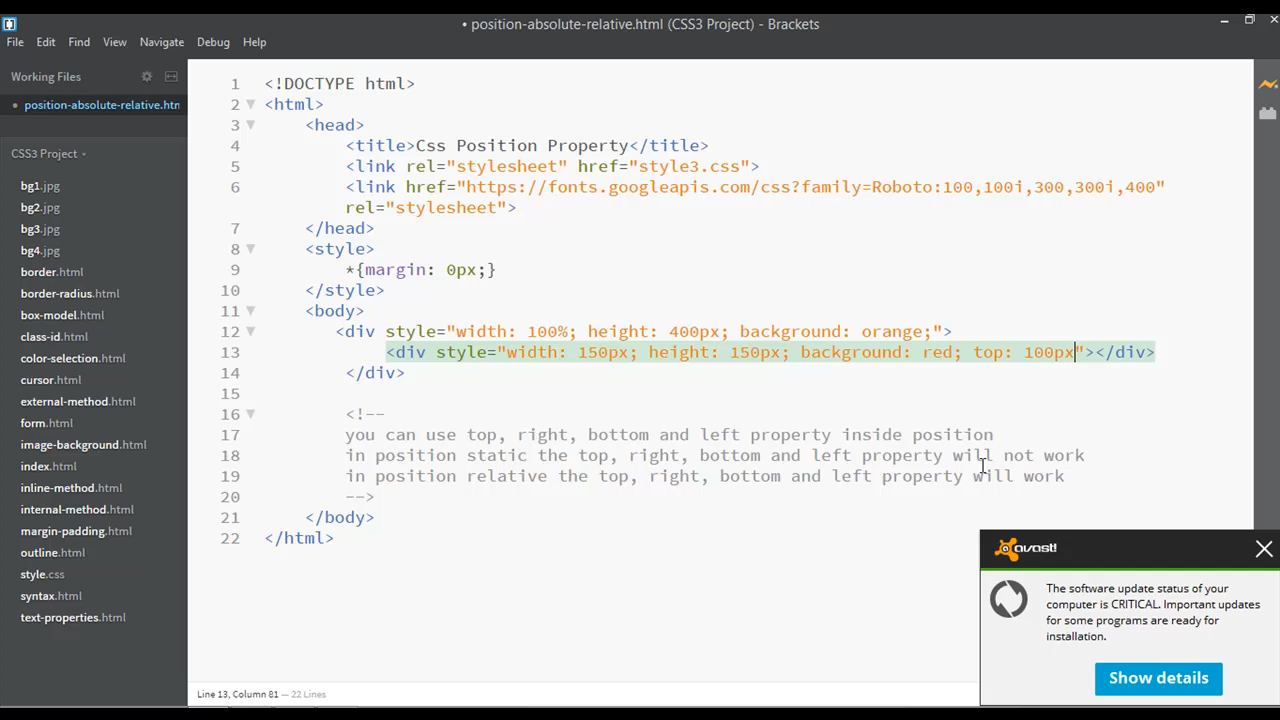 • position-absolute-relative.html (CSS3 Project) - Brackets
File Edit Find View Navigate Debug Help
Working Files
• position-absolute-relative.htm
CSS3 Project
bg1.jpg
bg2.jpg
bg3.jpg
bg4.jpg
border.html
border-radius.html
box-model.html
class-id.html
color-selection.html
cursor.html
external-method.html
form.html
image-background.html
index.html
inline-method.html
internal-method.html
margin-padding.html
outline.html
style.css
syntax.html
text-properties.html
1 <!DOCTYPE html>
2 <html>
3 <head>
4 <title>Css Position Property</title>
5 <link rel="stylesheet" href="style3.css">
6 <link href="https://fonts.googleapis.com/css?family=Roboto:100,100i,300,300i,400"
rel="stylesheet">
7 </head>
8 <style>
9 *{margin: 0px;}
10 </style>
11 <body>
12 <div style="width: 100%; height: 400px; background: orange;">
13 <div style="width: 150px; height: 150px; background: red; top: 100px"></div>
14 </div>
15
16 <!--
17 you can use top, right, bottom and left property inside position
18 in position static the top, right, bottom and left property will not work
19 in position relative the top, right, bottom and left property will work
20 -->
21 </body>
22 </html>
Line 13, Column 81 — 22 Lines
avast!
The software update status of your
computer is CRITICAL. Important updates
for some programs are ready for
installation.
Show details